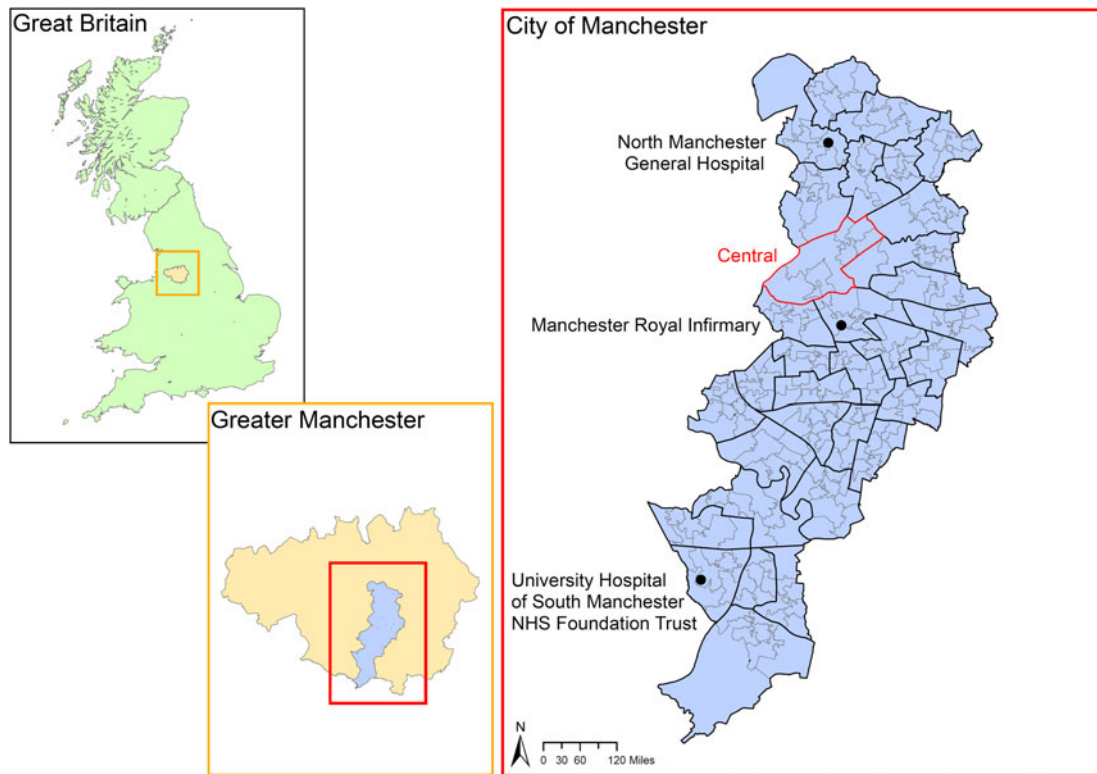 Great Britain
City of Manchester
North Manchester
General Hospital
Central
Manchester Royal Infirmary
Greater Manchester
University Hospital
of South Manchester
NHS Foundation Trust
N
0 30 60 120 Miles